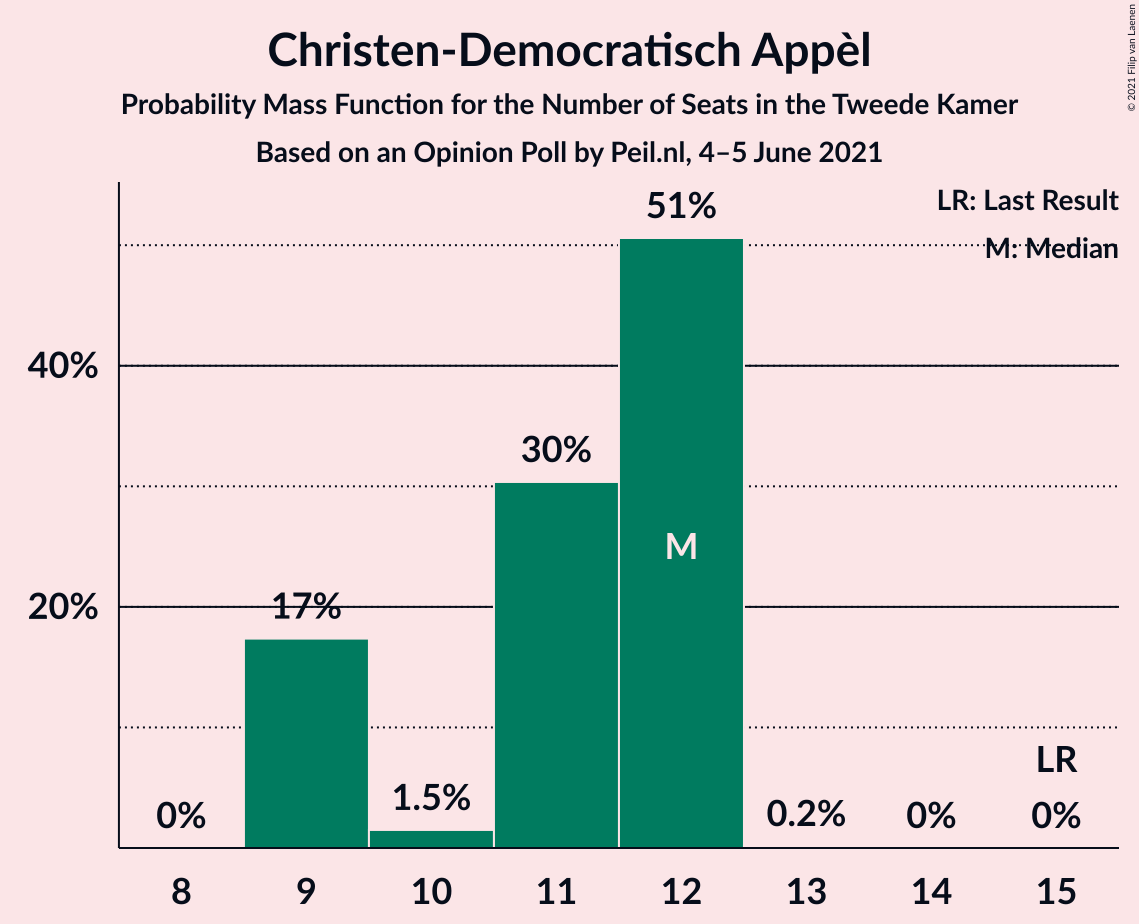 Christen-Democratisch Appèl
Probability Mass Function for the Number of Seats in the Tweede Kamer
Based on an Opinion Poll by Peil.nl, 4–5 June 2021
© 2021 Filip van Laenen
LR: Last Result
M: Median
40%
20%
0%
17%
1.5%
30%
51%
M
0.2%
0%
LR
0%
8
9
10
11
12
13
14
15